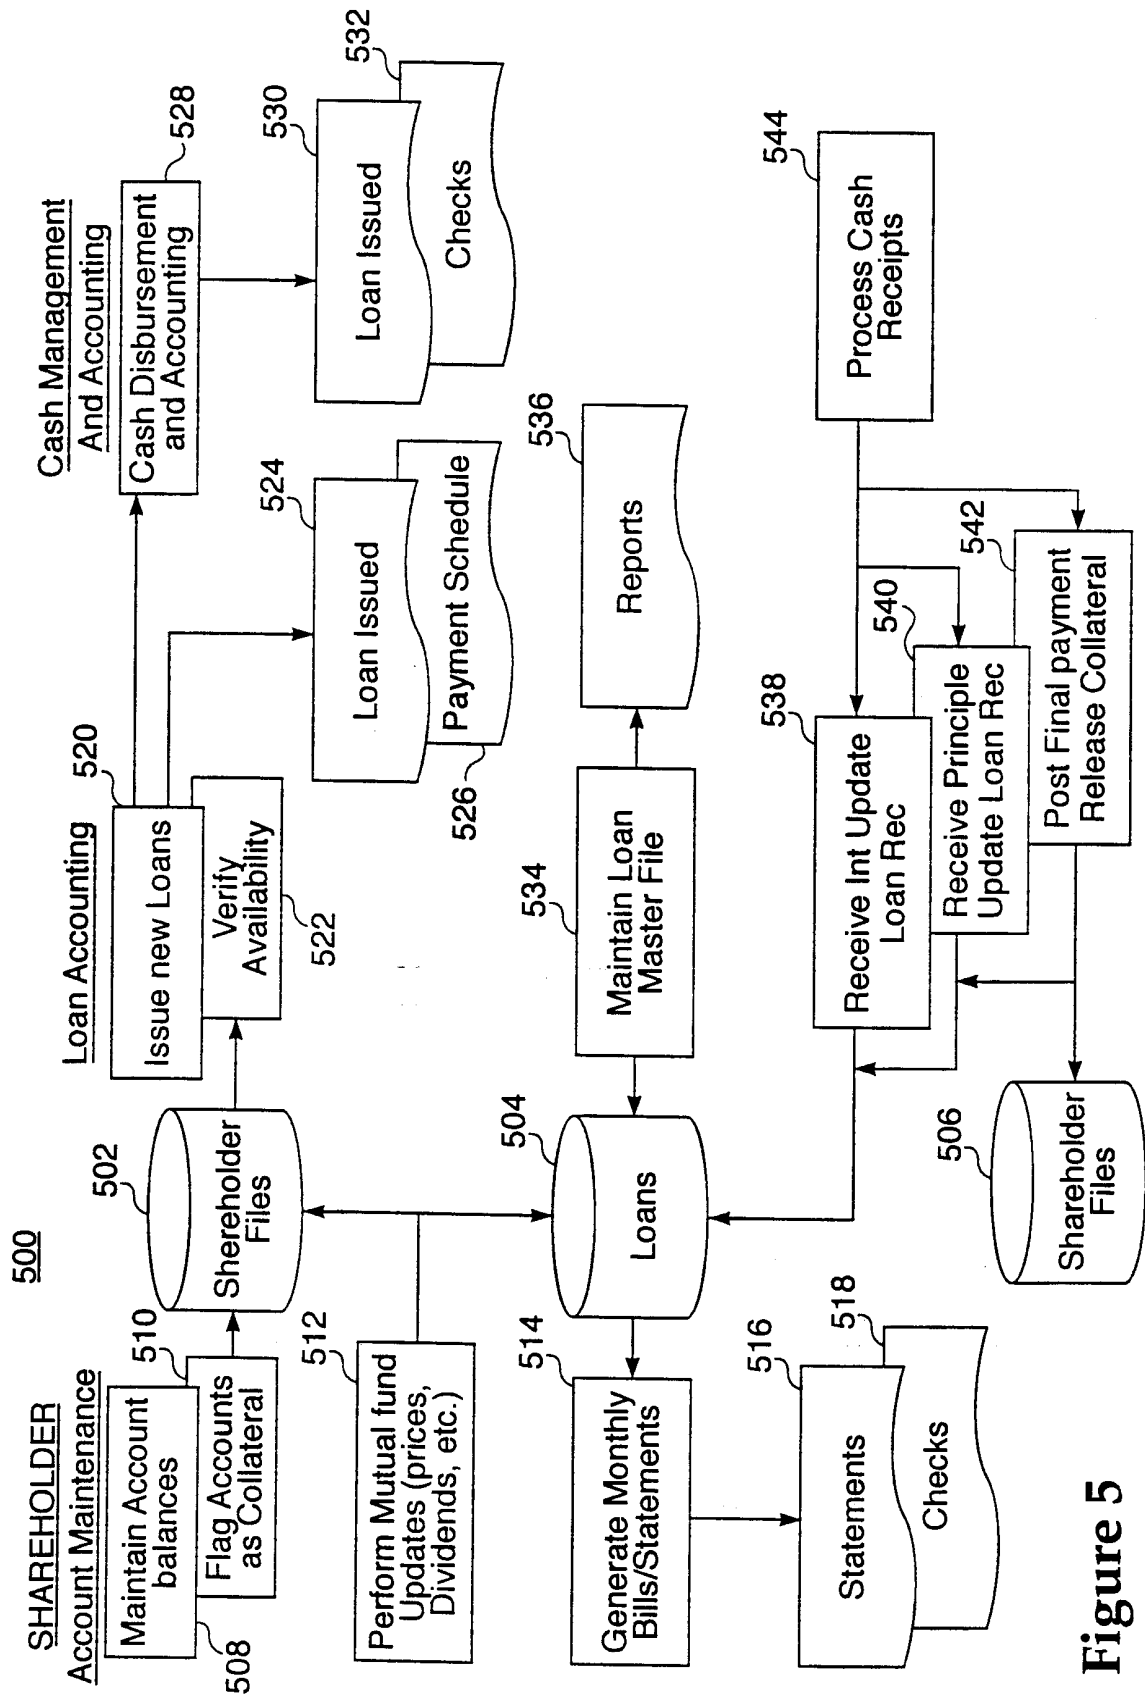 500
SHAREHOLDER
Account Maintenance
Loan Accounting
Cash Management
And Accounting
Maintain Account
balances
508
510
Flag Accounts
as Collateral
502
Shereholder
Files
520
Issue new Loans
Verify
Availability
522
528
Cash Disbursement
and Accounting
512
Perform Mutual fund
Updates (prices,
Dividends, etc.)
524
Loan Issued
Payment Schedule
526
530
Loan Issued
532
Checks
514
Generate Monthly
Bills/Statements
504
Loans
534
Maintain Loan
Master File
536
Reports
516
Statements
518
Checks
538
Receive Int Update
Loan Rec
540
Receive Principle
Update Loan Rec
542
Post Final payment
Release Collateral
544
Process Cash
Receipts
506
Shareholder
Files
Figure 5